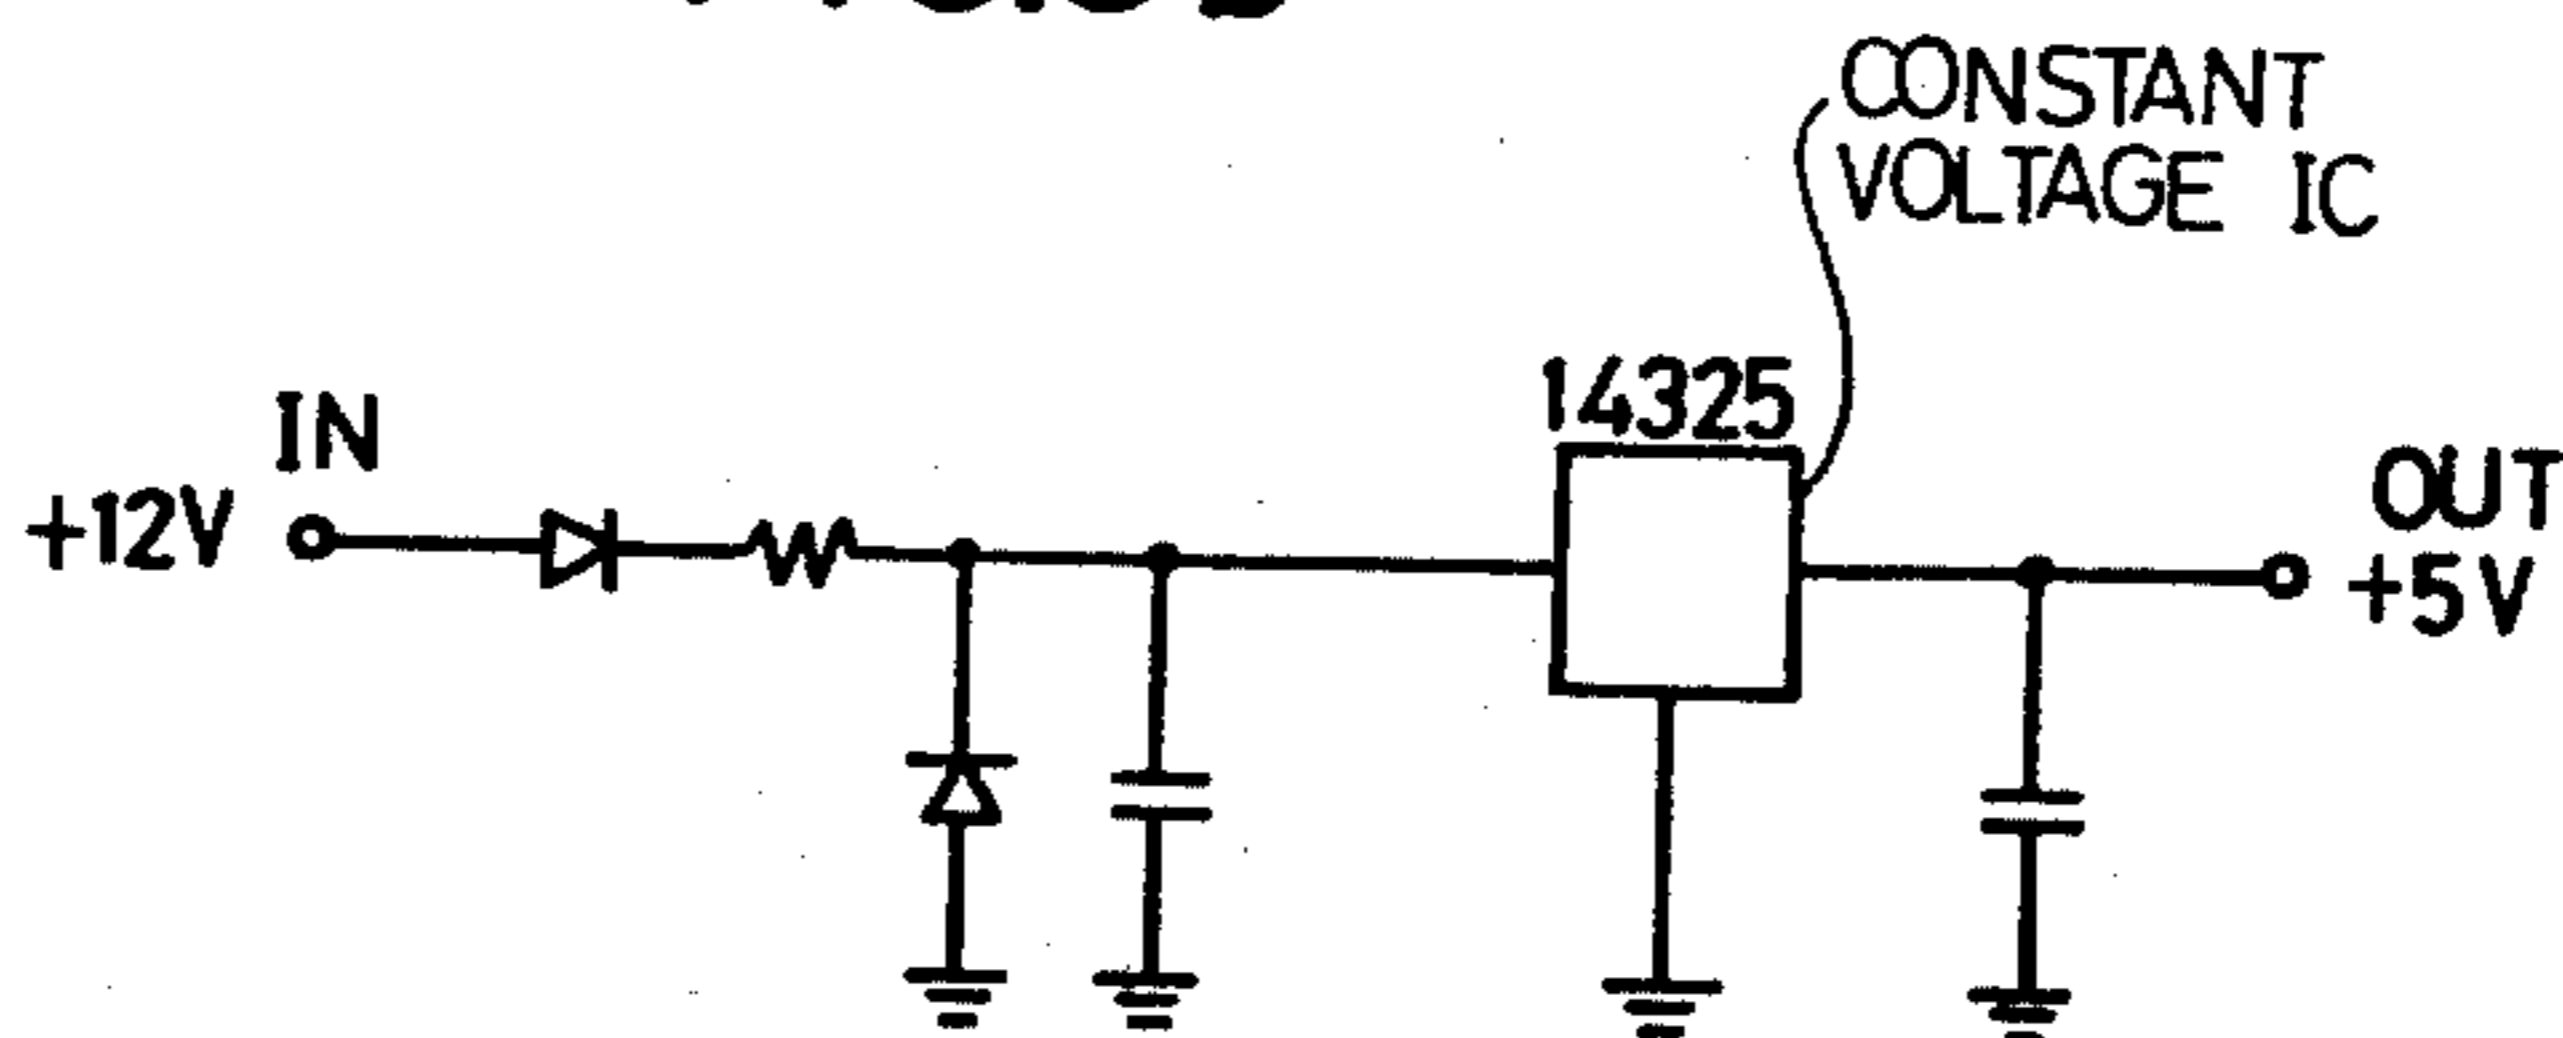 CONSTANT
VOLTAGE IC
14325
IN
+12V
OUT
+5V